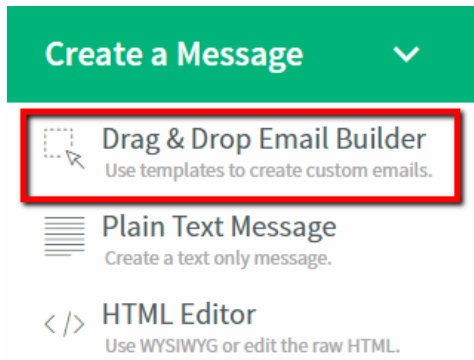 Create a Message
Drag & Drop Email Builder
Use templates to create custom emails.
Plain Text Message
Create a text only message.
HTML Editor
Use WYSIWYG or edit the raw HTML.